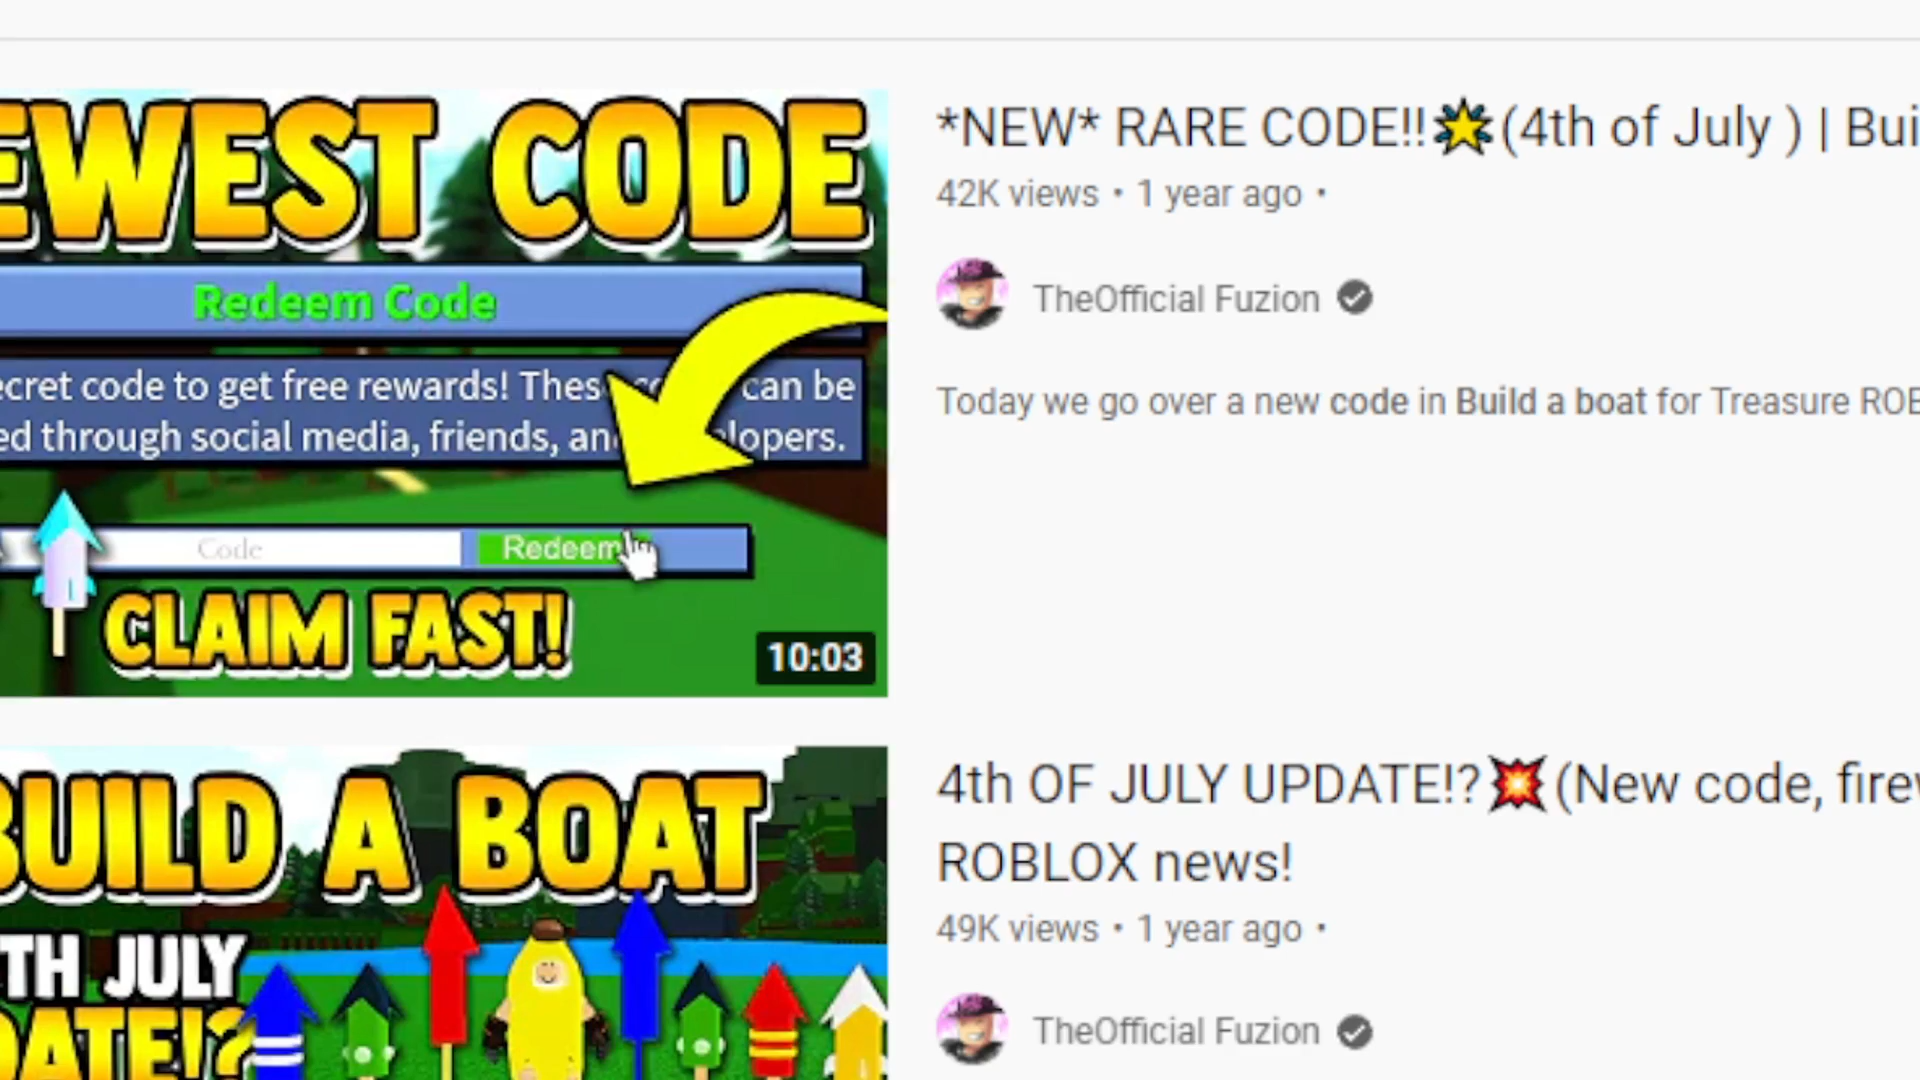 EWEST CODE
Redeem Code
ecret code to get free rewards! Thes can be
ed through social media, friends, an lopers.
Code Redeem
CLAIM FAST!
10:03
*NEW* RARE CODE!! (4th of July ) | Bui
42K views • 1 year ago •
TheOfficial Fuzion
Today we go over a new code in Build a boat for Treasure ROB
BUILD A BOAT
TH JULY
DATE!?
4th OF JULY UPDATE!? (New code, firew
ROBLOX news!
49K views • 1 year ago •
TheOfficial Fuzion